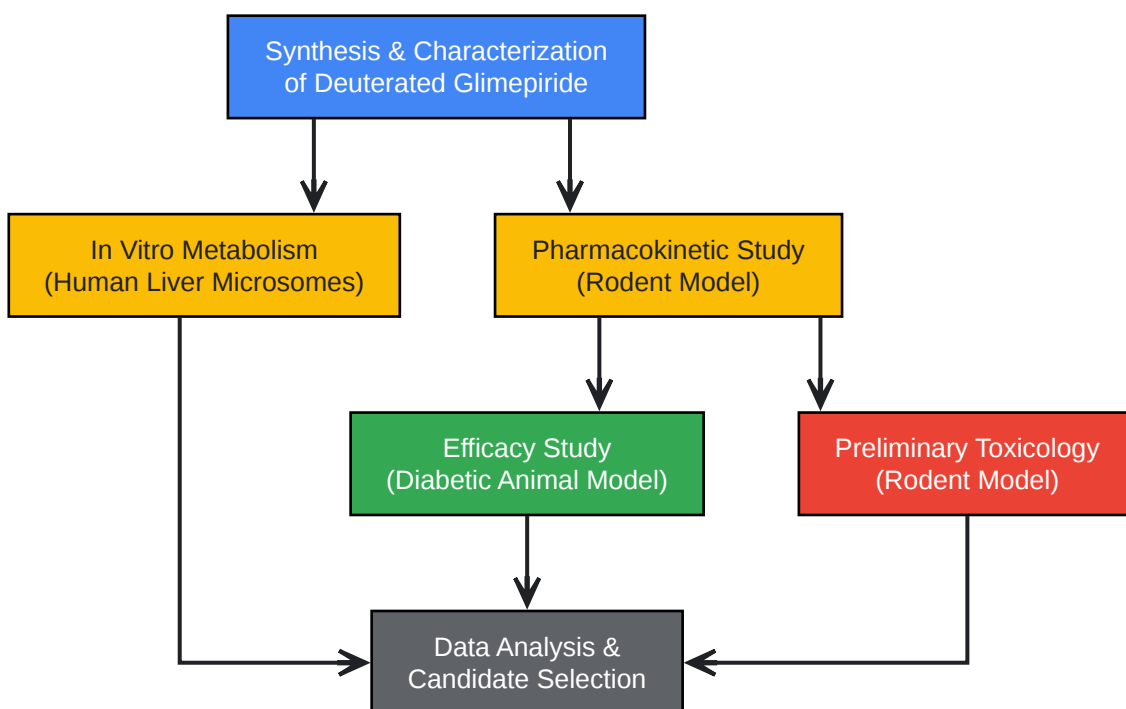 Synthesis & Characterization
of Deuterated Glimepiride
In Vitro Metabolism
(Human Liver Microsomes)
Pharmacokinetic Study
(Rodent Model)
Efficacy Study
(Diabetic Animal Model)
Preliminary Toxicology
(Rodent Model)
Data Analysis &
Candidate Selection